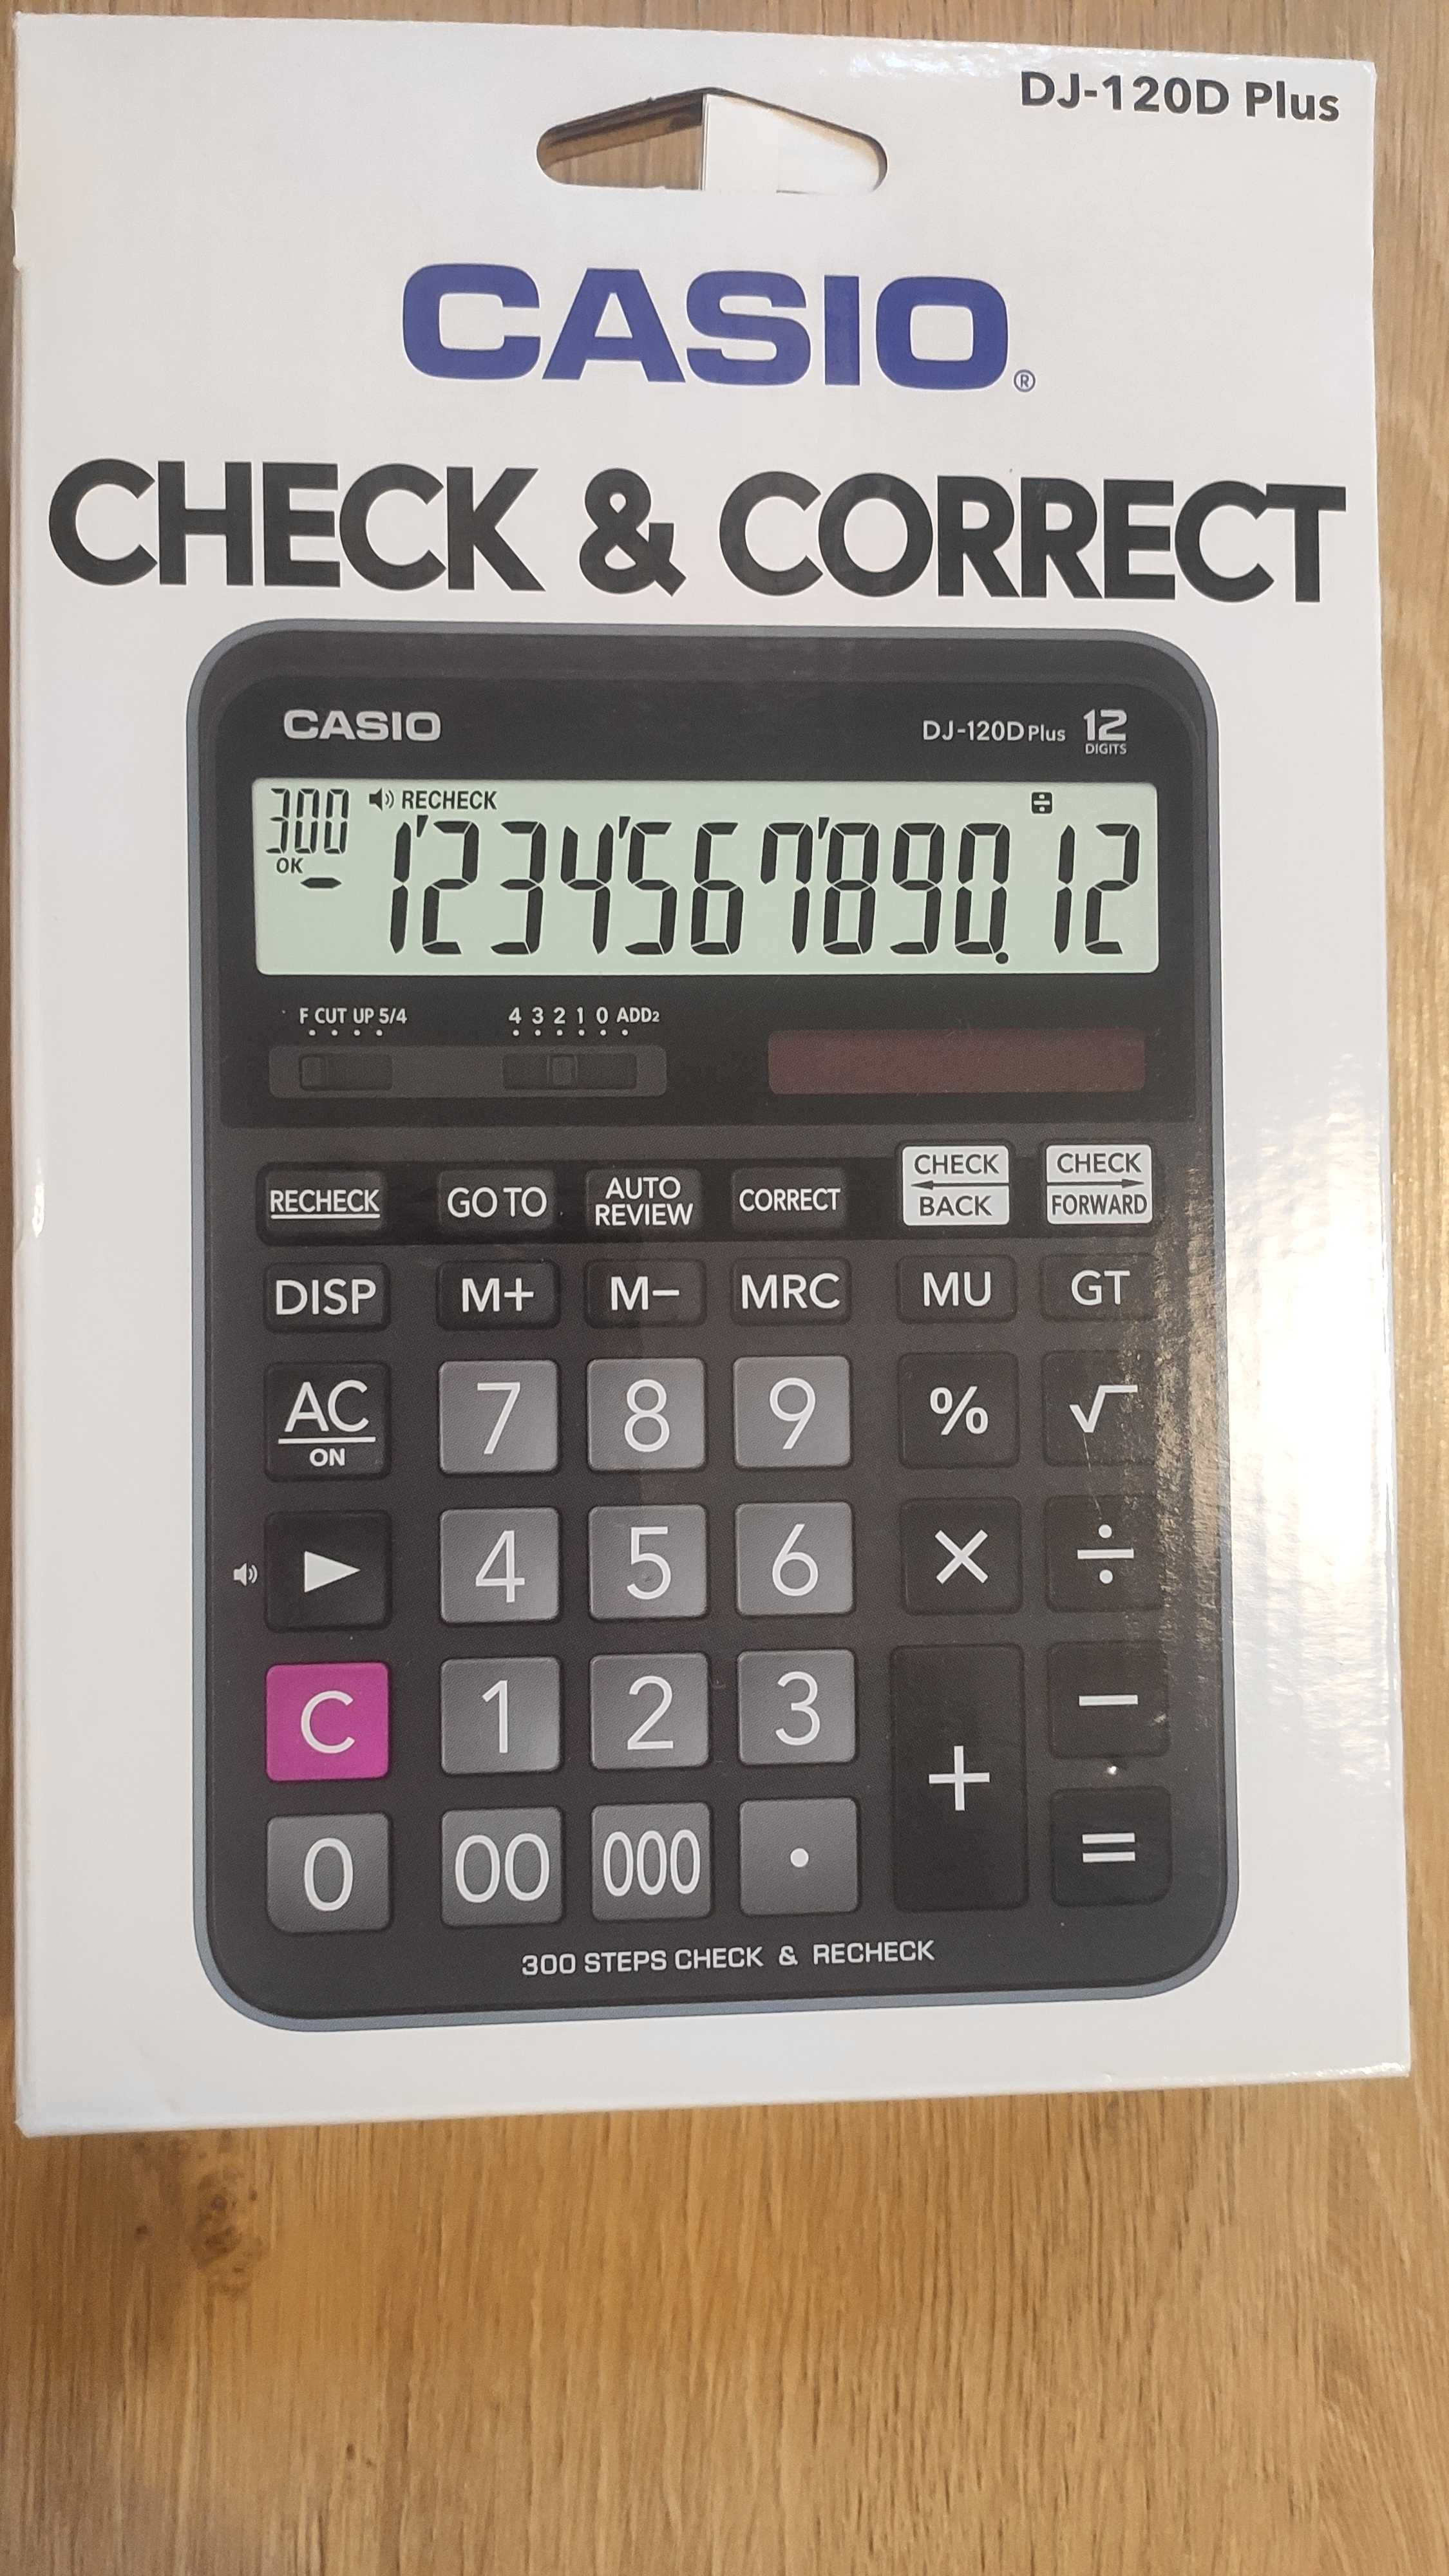 DJ-120D Plus
CASIO®
CHECK & CORRECT
CASIO DJ-120D Plus 12 DIGITS
300 RECHECK
OK
-1'234'567'890.12
F CUT UP 5/4 4 3 2 1 0 ADD2
RECHECK GO TO AUTO REVIEW CORRECT CHECK BACK CHECK FORWARD
DISP M+ M− MRC MU GT
AC ON 7 8 9 % √
▶ 4 5 6 × ÷
C 1 2 3 + −
0 00 000 . =
300 STEPS CHECK & RECHECK